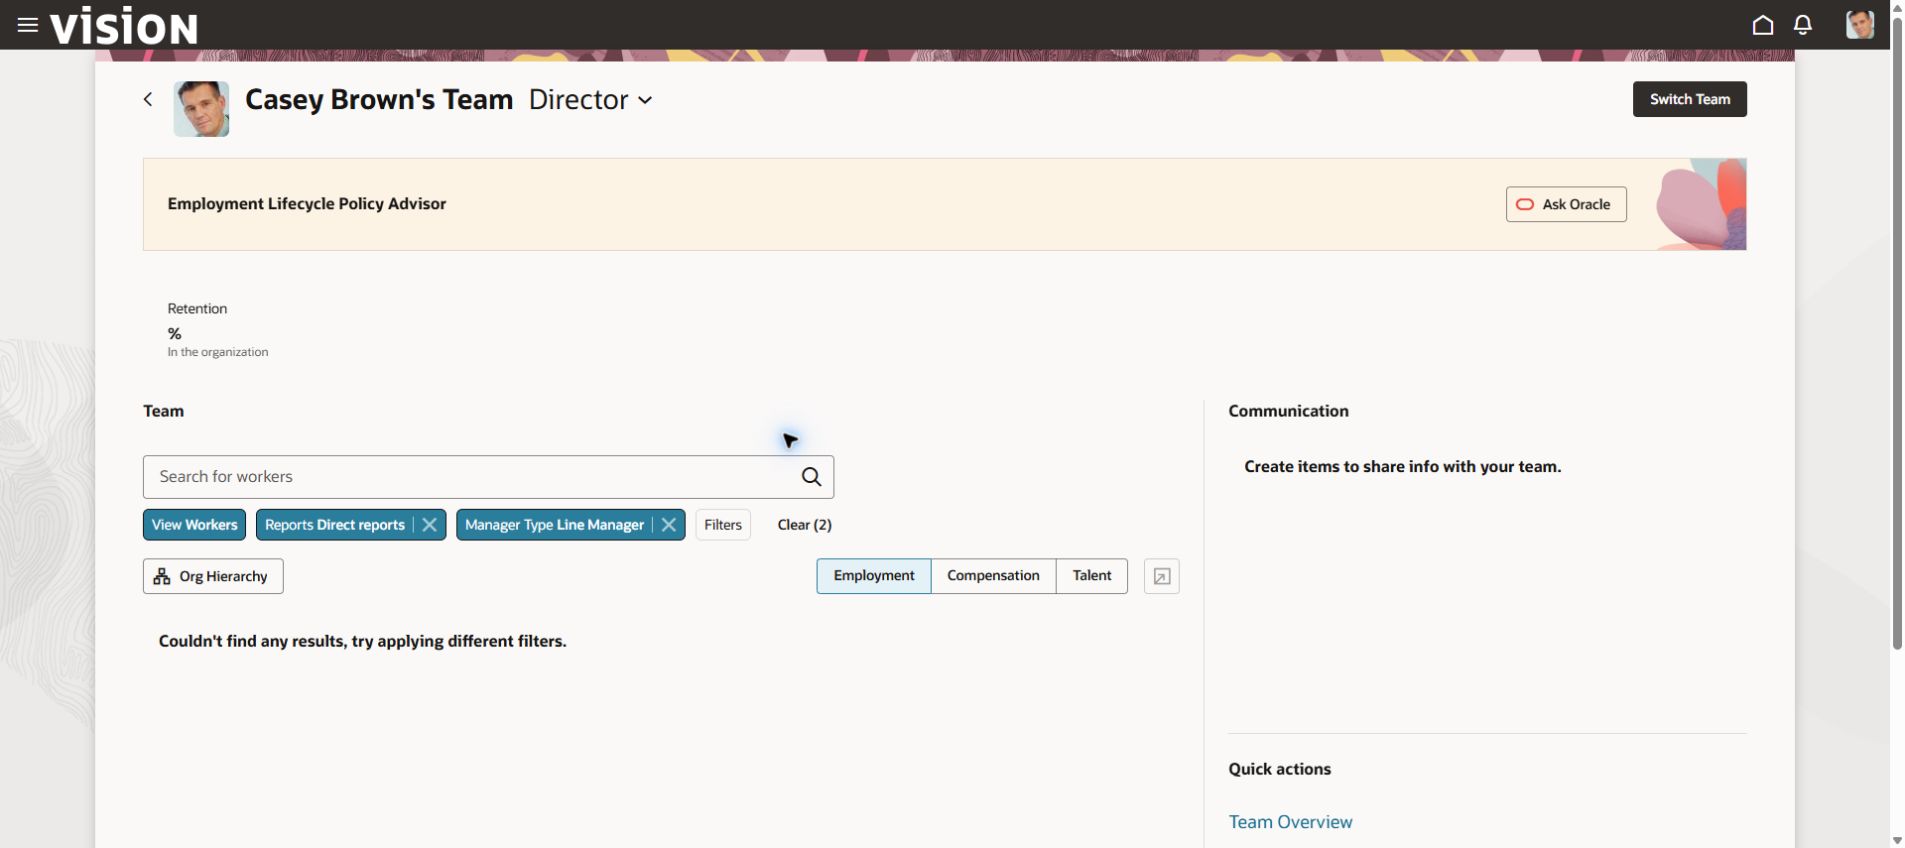 vision
Casey Brown's Team Director
Switch Team
Employment Lifecycle Policy Advisor
Ask Oracle
Retention
%
In the organization
Team
Search for workers
View Workers
Reports Direct reports
Manager Type Line Manager
Filters
Clear (2)
Org Hierarchy
Employment
Compensation
Talent
Couldn't find any results, try applying different filters.
Communication
Create items to share info with your team.
Quick actions
Team Overview